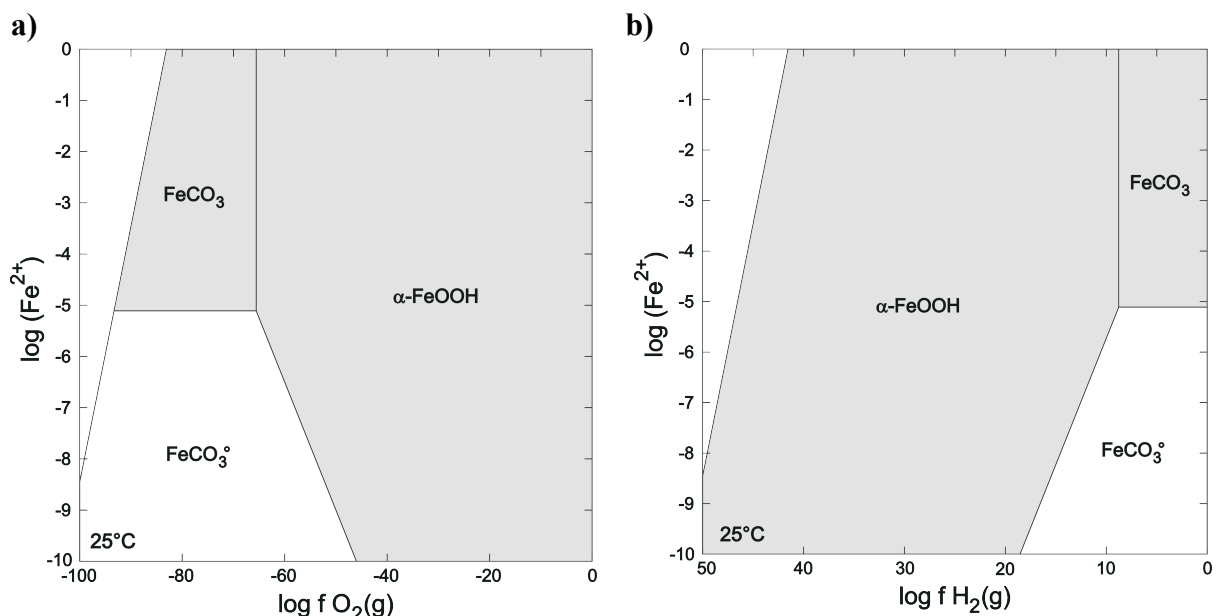 a)
0
-1
-2
-3
-4
-5
-6
-7
-8
-9
-10
log (Fe²⁺)
FeCO₃
α-FeOOH
FeCO₃°
25°C
-100
-80
-60
-40
-20
0
log f O₂(g)
b)
0
-1
-2
-3
-4
-5
-6
-7
-8
-9
-10
log (Fe²⁺)
FeCO₃
α-FeOOH
FeCO₃°
25°C
50
40
30
20
10
0
log f H₂(g)